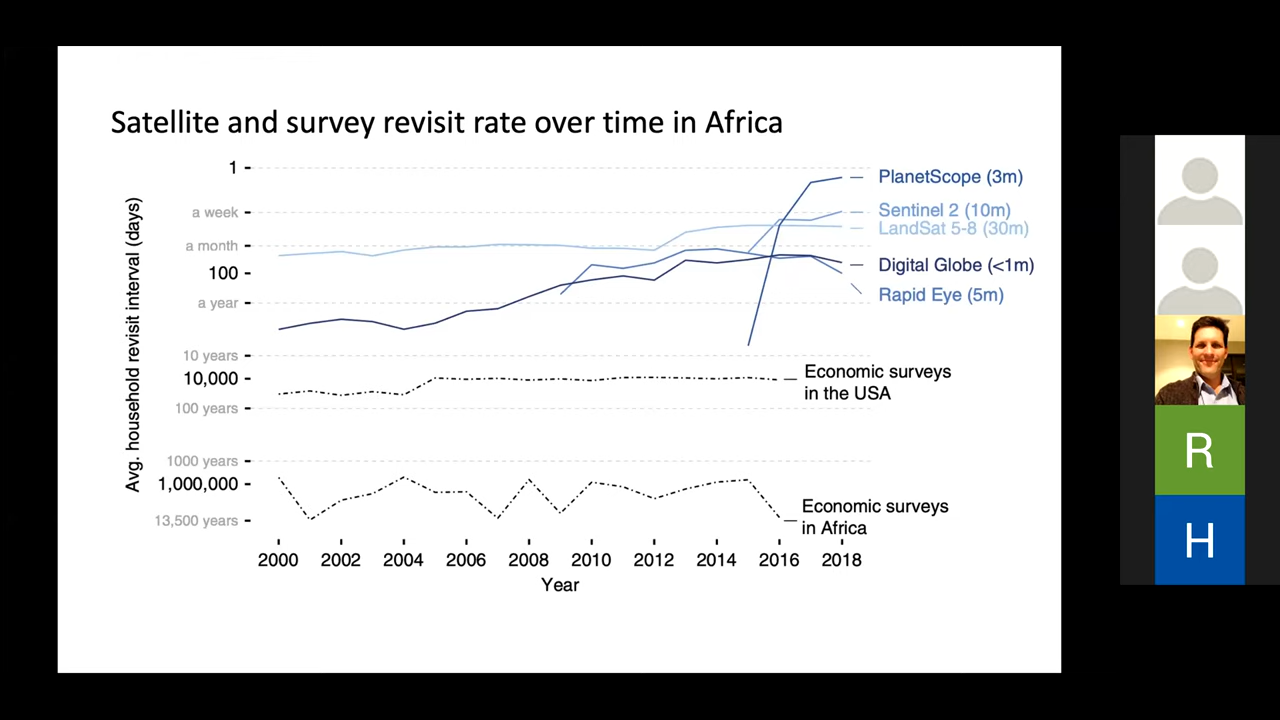 Satellite and survey revisit rate over time in Africa
Avg. household revisit interval (days)
1
a week
a month
100
a year
10 years
10,000
100 years
1000 years
1,000,000
13,500 years
PlanetScope (3m)
Sentinel 2 (10m)
LandSat 5-8 (30m)
Digital Globe (<1m)
Rapid Eye (5m)
Economic surveys
in the USA
Economic surveys
in Africa
2000 2002 2004 2006 2008 2010 2012 2014 2016 2018
Year
R
H